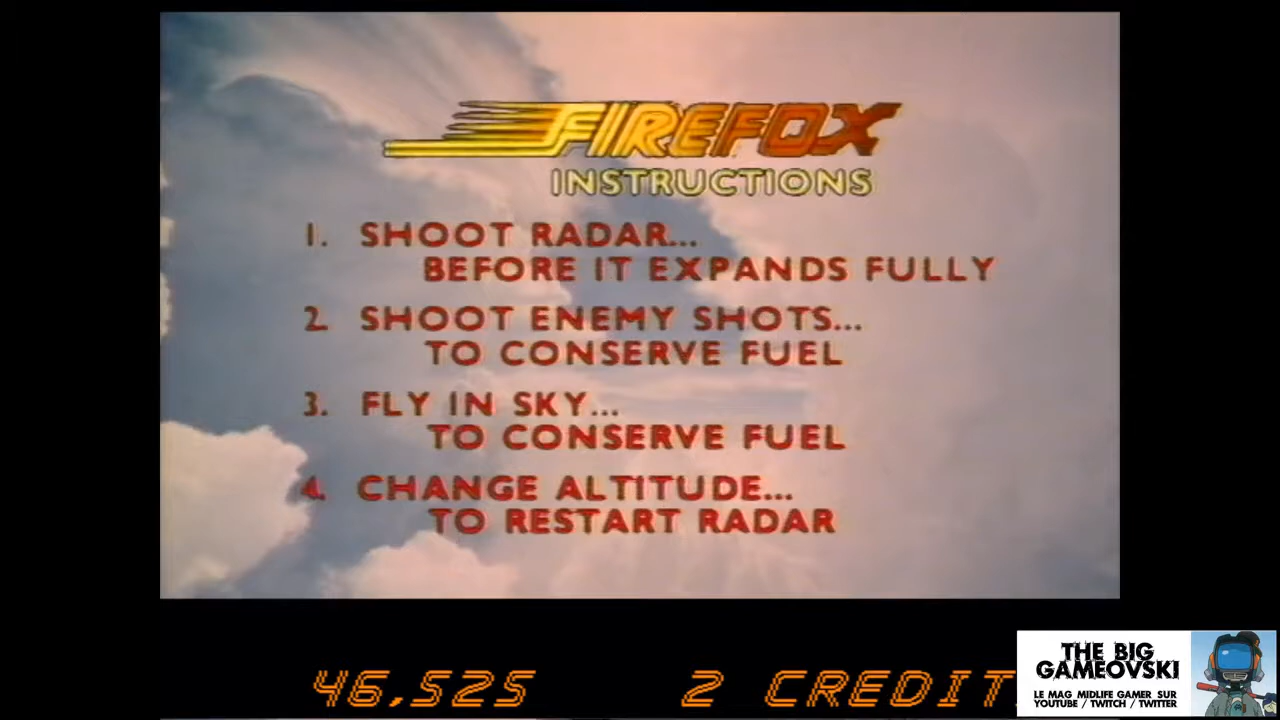 FIREFOX
INSTRUCTIONS
1. SHOOT RADAR...
BEFORE IT EXPANDS FULLY
2. SHOOT ENEMY SHOTS...
TO CONSERVE FUEL
3. FLY IN SKY...
TO CONSERVE FUEL
4. CHANGE ALTITUDE...
TO RESTART RADAR
46,525 2 CREDIT
THE BIG
GAMEOVSKI
LE MAG MIDLIFE GAMER SUR
YOUTUBE / TWITCH / TWITTER